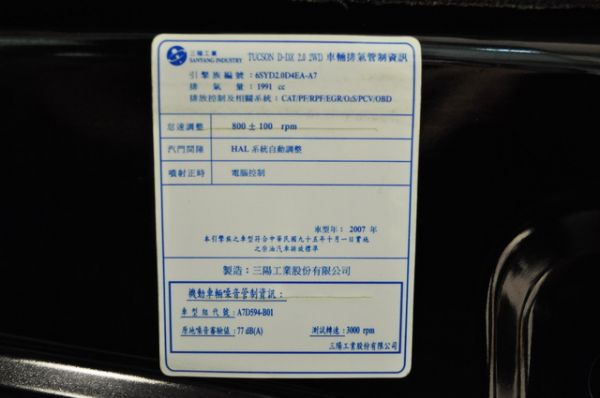 三陽工業
SANYANG INDUSTRY
TUCSON D-DX 2.0 2WD 車輛排氣管制資訊
引擎族編號：6SYD2.0D4EA-A7
排氣量：1991 cc
排放控制及相關系統：CAT/PF/RPF/EGR/OzS/PCV/OBD
怠速調整 800 ± 100 rpm
汽門間隙 HAL 系統自動調整
噴射正時 電腦控制
車型年： 2007 年
本引擎族之車型符合中華民國九十五年十月一日實施
之柴油汽車排放標準
製造：三陽工業股份有限公司
機動車輛噪音管制資訊：
車型組代號：A7D594-B01
原地噪音審驗值：77 dB(A) 測試轉速：3000 rpm
三陽工業股份有限公司